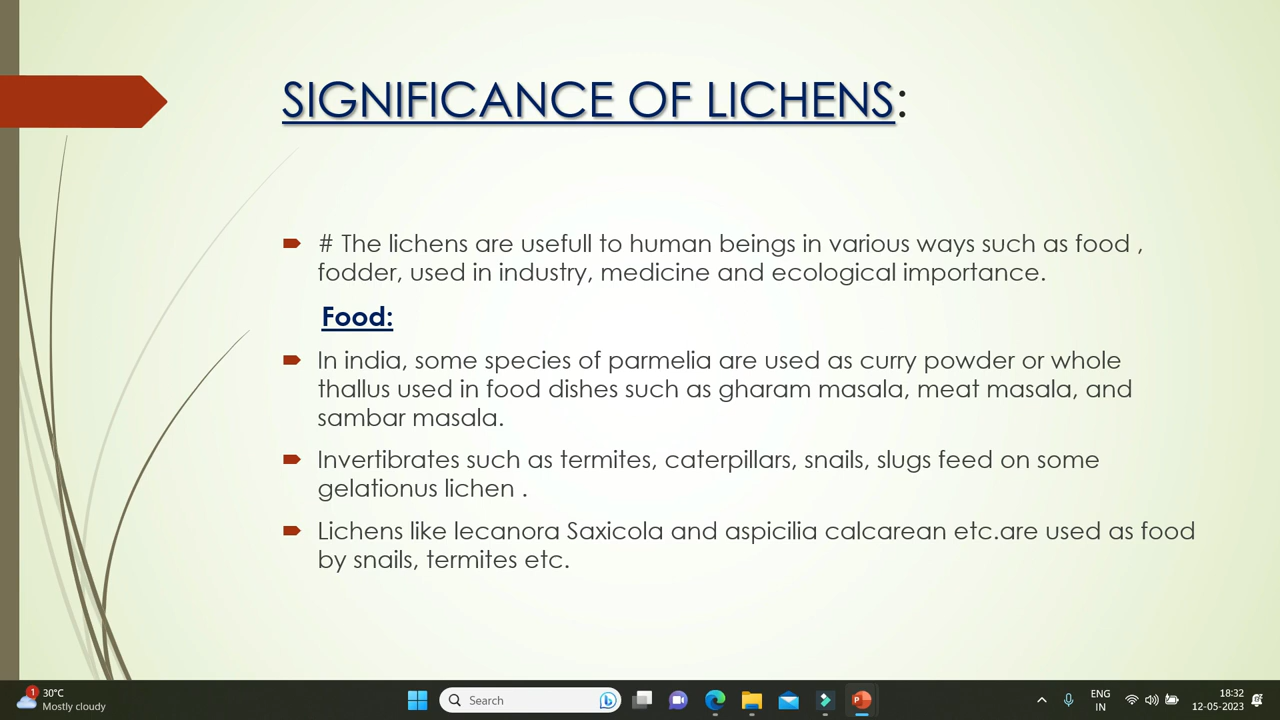 SIGNIFICANCE OF LICHENS:
# The lichens are usefull to human beings in various ways such as food ,
fodder, used in industry, medicine and ecological importance.
Food:
In india, some species of parmelia are used as curry powder or whole
thallus used in food dishes such as gharam masala, meat masala, and
sambar masala.
Invertibrates such as termites, caterpillars, snails, slugs feed on some
gelationus lichen .
Lichens like lecanora Saxicola and aspicilia calcarean etc.are used as food
by snails, termites etc.
1
30°C
Mostly cloudy
Search
ENG
IN
18:32
12-05-2023